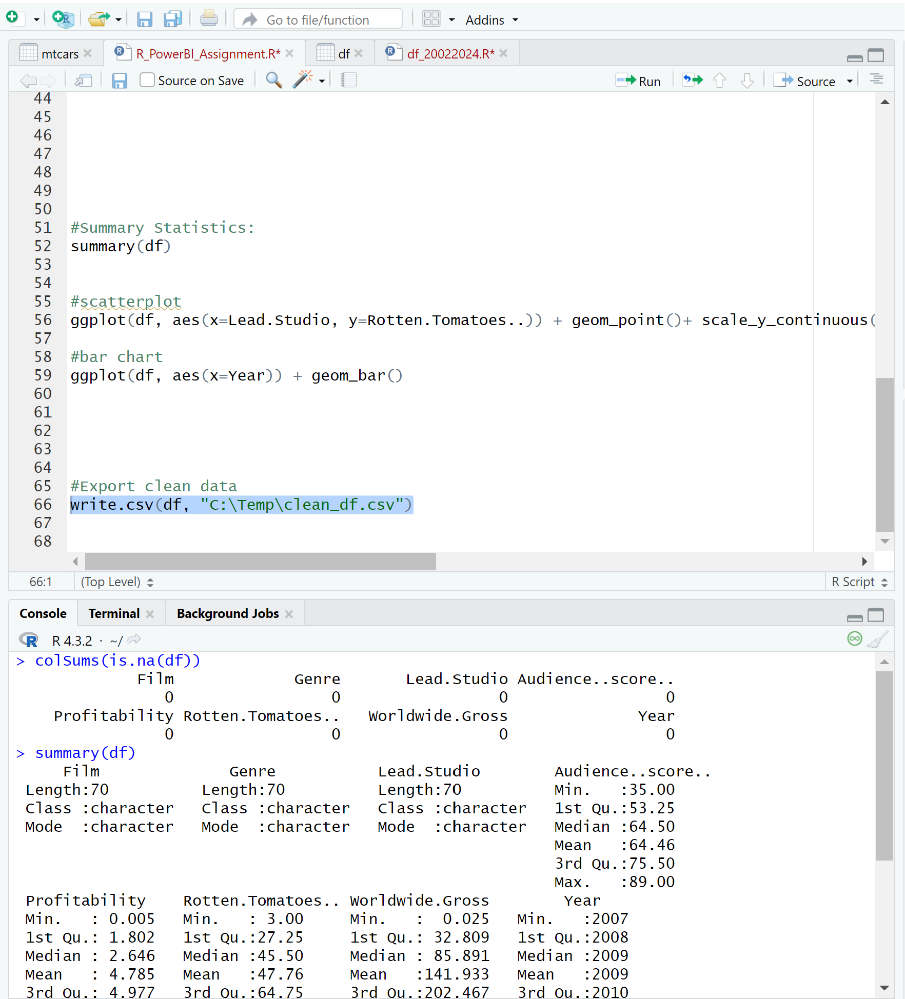 Go to file/function Addins
mtcars R_PowerBI_Assignment.R* df df_20022024.R*
Source on Save Run Source
44
45
46
47
48
49
50
51 #Summary Statistics:
52 summary(df)
53
54
55 #scatterplot
56 ggplot(df, aes(x=Lead.Studio, y=Rotten.Tomatoes..)) + geom_point()+ scale_y_continuous(
57
58 #bar chart
59 ggplot(df, aes(x=Year)) + geom_bar()
60
61
62
63
64
65 #Export clean data
66 write.csv(df, "C:\Temp\clean_df.csv")
67
68
66:1 (Top Level) R Script
Console Terminal Background Jobs
R R 4.3.2 · ~/
> colSums(is.na(df))
Film Genre Lead.Studio Audience..score..
0 0 0 0
Profitability Rotten.Tomatoes.. Worldwide.Gross Year
0 0 0 0
> summary(df)
Film Genre Lead.Studio Audience..score..
Length:70 Length:70 Length:70 Min. :35.00
Class :character Class :character Class :character 1st Qu.:53.25
Mode :character Mode :character Mode :character Median :64.50
Mean :64.46
3rd Qu.:75.50
Max. :89.00
Profitability Rotten.Tomatoes.. Worldwide.Gross Year
Min. : 0.005 Min. : 3.00 Min. : 0.025 Min. :2007
1st Qu.: 1.802 1st Qu.:27.25 1st Qu.: 32.809 1st Qu.:2008
Median : 2.646 Median :45.50 Median : 85.891 Median :2009
Mean : 4.785 Mean :47.76 Mean :141.933 Mean :2009
3rd Qu.: 4.977 3rd Qu.:64.75 3rd Qu.:202.467 3rd Qu.:2010